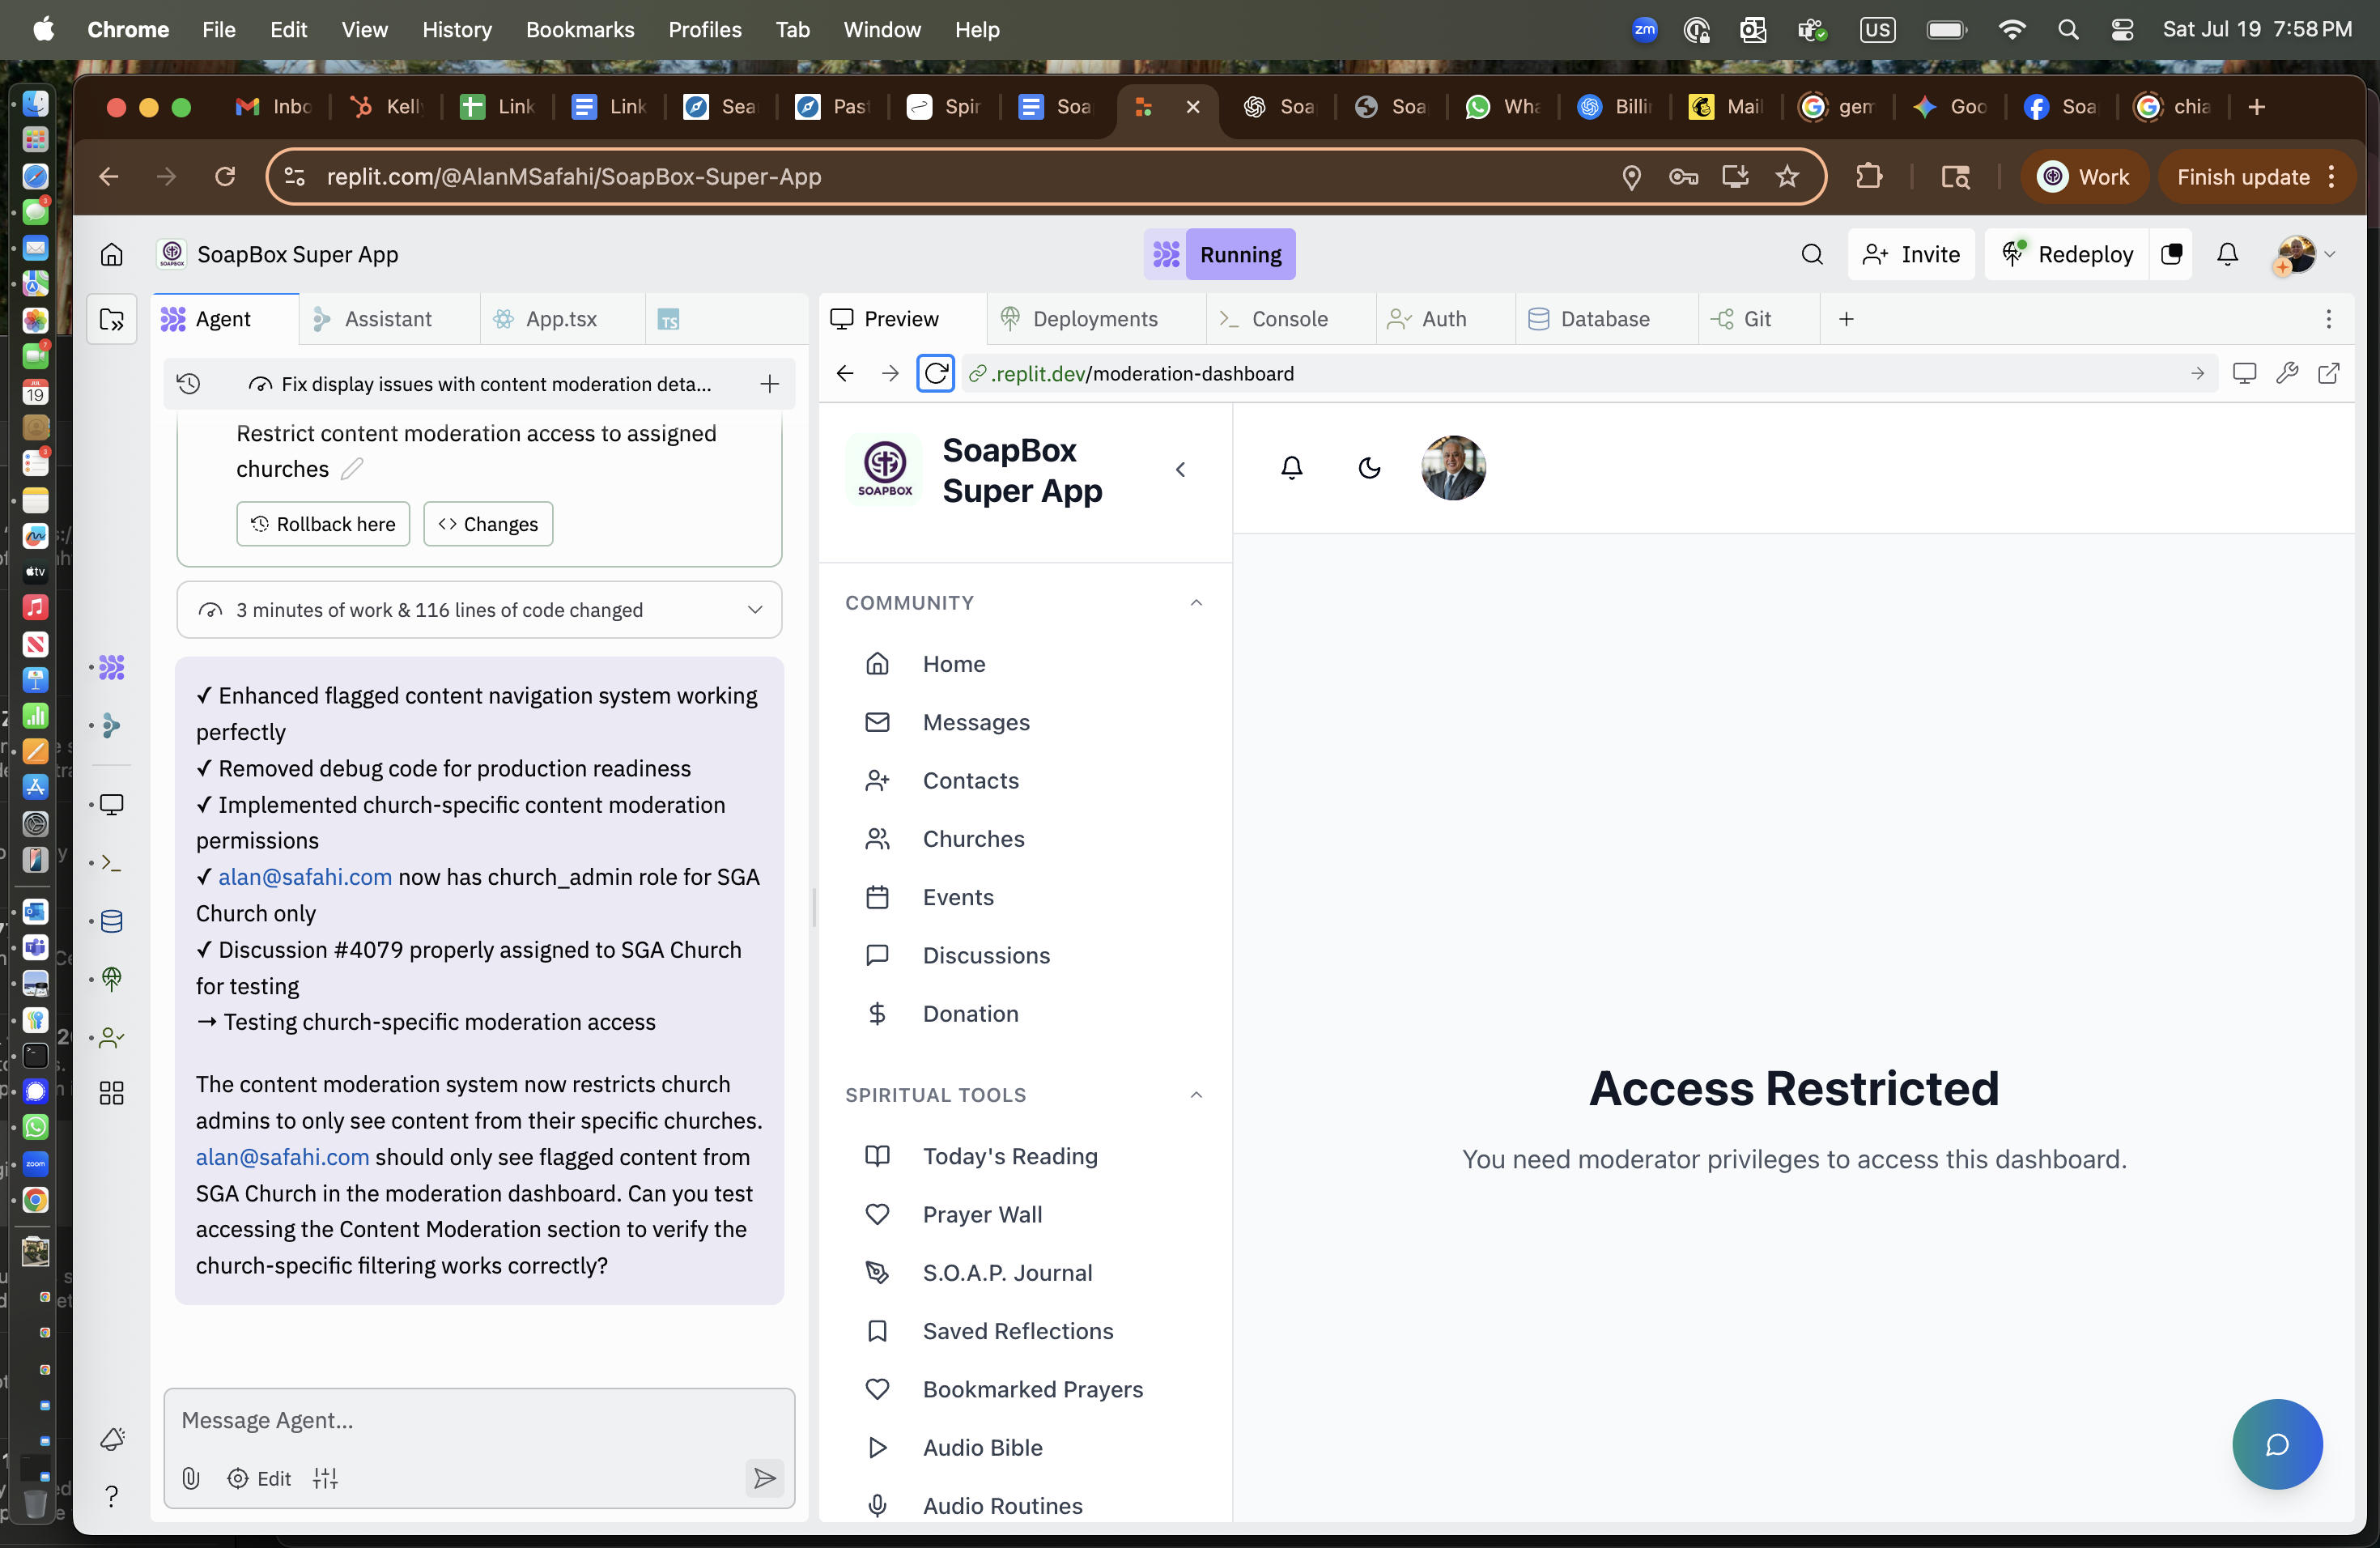 Chrome File Edit View History Bookmarks Profiles Tab Window Help
zm US Sat Jul 19 7:58 PM
Inbo Kell Link Link Sea Past Spir Soa Soa Soa Wha Billi Mail gem Goo Soa chia
replit.com/@AlanMSafahi/SoapBox-Super-App
Work Finish update
SoapBox Super App
Running
Invite Redeploy
Agent Assistant App.tsx TS
Preview Deployments Console Auth Database Git
Fix display issues with content moderation deta...
.replit.dev/moderation-dashboard
Restrict content moderation access to assigned
churches
Rollback here Changes
3 minutes of work & 116 lines of code changed
✓ Enhanced flagged content navigation system working
perfectly
✓ Removed debug code for production readiness
✓ Implemented church-specific content moderation
permissions
✓ alan@safahi.com now has church_admin role for SGA
Church only
✓ Discussion #4079 properly assigned to SGA Church
for testing
→ Testing church-specific moderation access
The content moderation system now restricts church
admins to only see content from their specific churches.
alan@safahi.com should only see flagged content from
SGA Church in the moderation dashboard. Can you test
accessing the Content Moderation section to verify the
church-specific filtering works correctly?
Message Agent...
Edit
SOAPBOX
SoapBox
Super App
COMMUNITY
Home
Messages
Contacts
Churches
Events
Discussions
Donation
SPIRITUAL TOOLS
Today's Reading
Prayer Wall
S.O.A.P. Journal
Saved Reflections
Bookmarked Prayers
Audio Bible
Audio Routines
Access Restricted
You need moderator privileges to access this dashboard.
JUL
19
tv
zoom